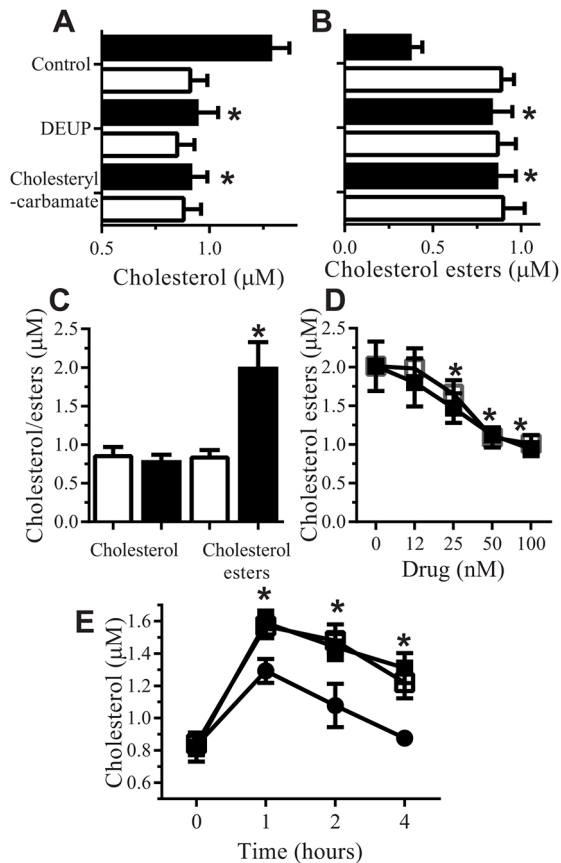 A
B
Control
DEUP
Cholesteryl
-carbamate
*
*
*
*
0.5
1.0
0.0
0.5
1.0
Cholesterol (μM)
Cholesterol esters (μM)
C
D
Cholesterol/esters (μM)
2.5
2.0
1.5
1.0
0.5
0.0
*
Cholesterol
Cholesterol
esters
Cholesterol esters (μM)
2.5
2.0
1.5
1.0
0.5
0.0
*
*
*
0
12
25
50
100
Drug (nM)
E
Cholesterol (μM)
1.6
1.4
1.2
1.0
0.8
0.6
*
*
*
0
1
2
4
Time (hours)